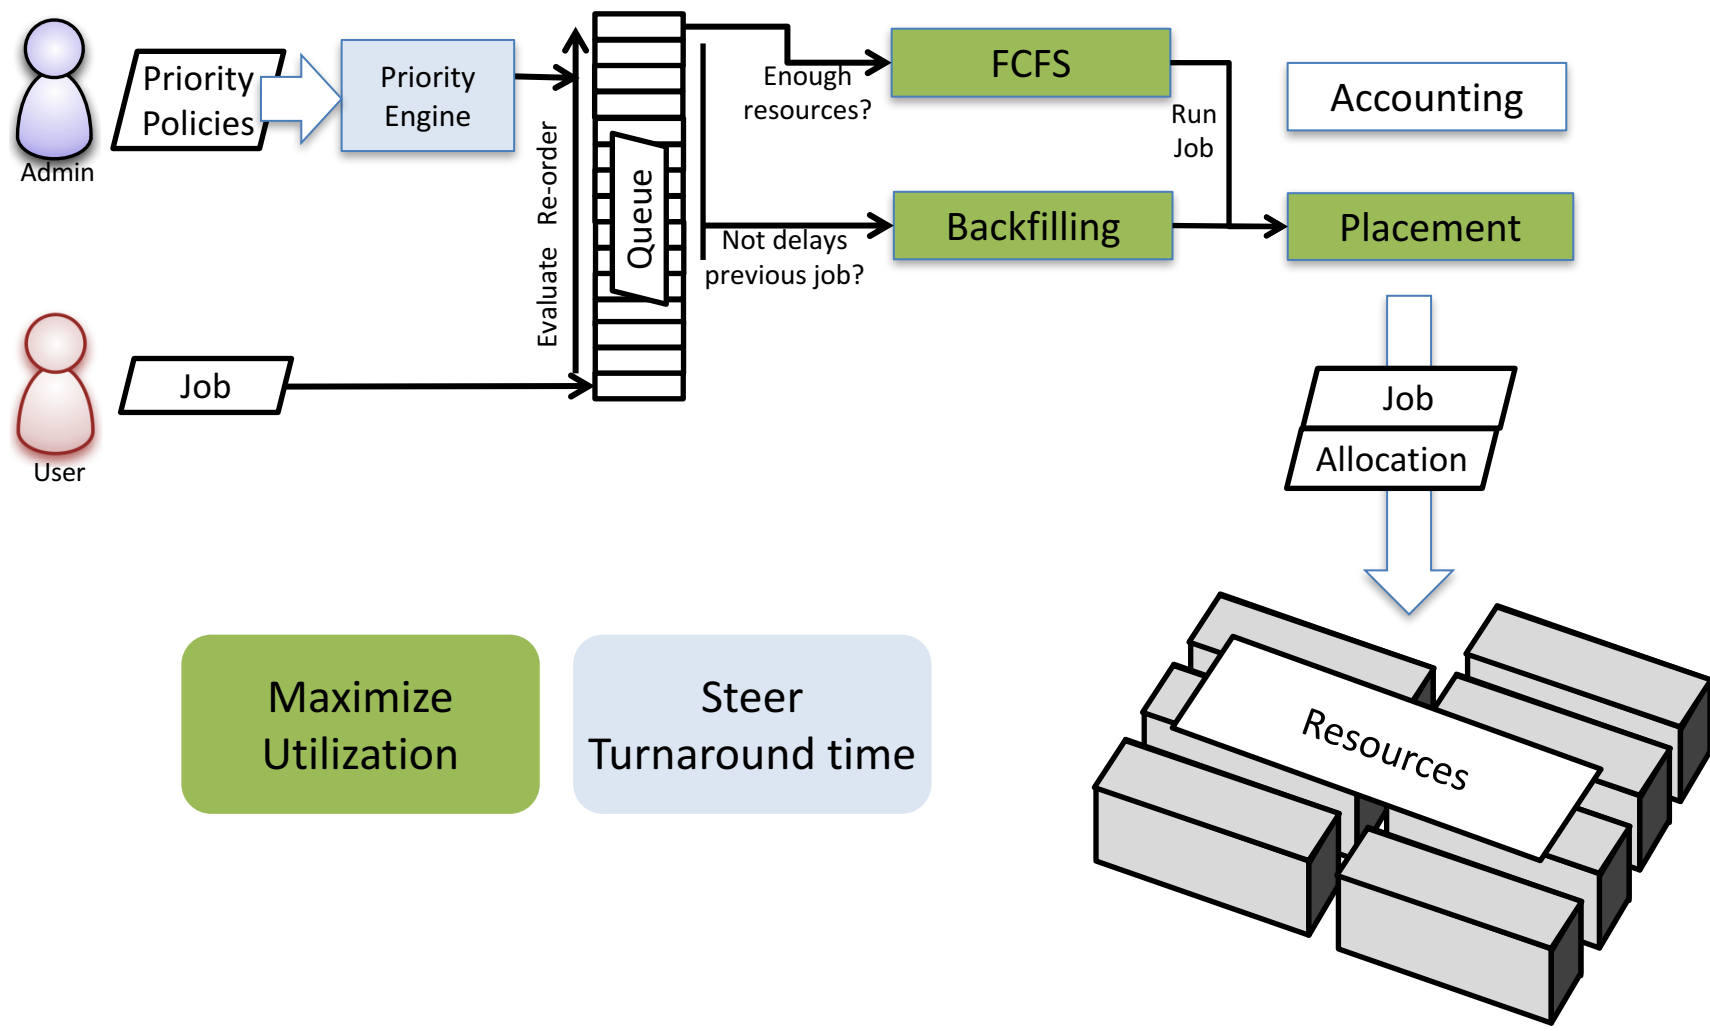 Admin
Priority
Policies
Priority
Engine
Evaluate Re-order
Queue
Enough
resources?
FCFS
Run
Job
Accounting
Not delays
previous job?
Backfilling
Placement
User
Job
Job
Allocation
Maximize
Utilization
Steer
Turnaround time
Resources